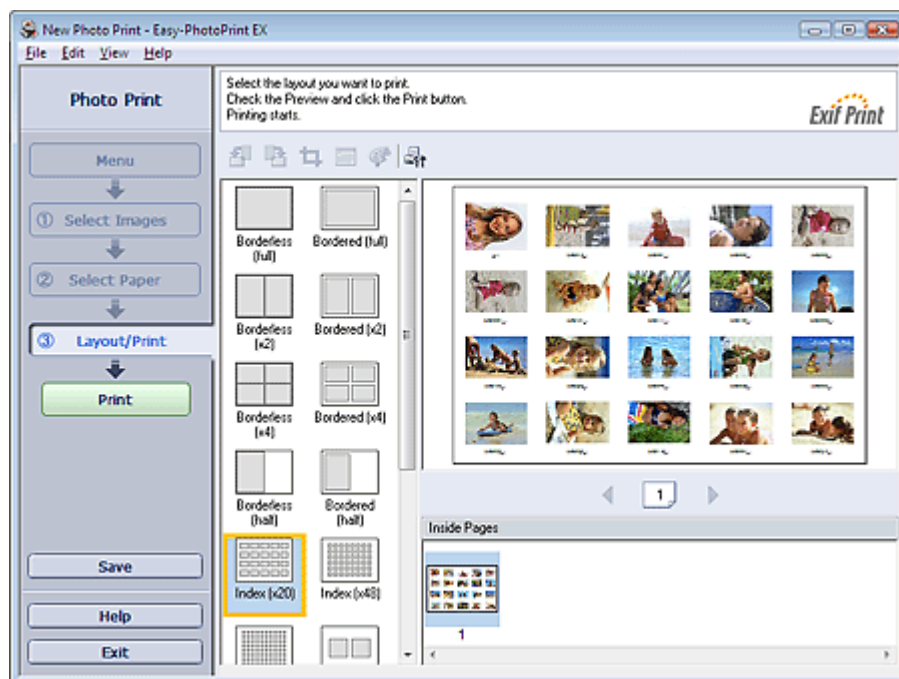 New Photo Print - Easy-PhotoPrint EX
File Edit View Help
Photo Print
Select the layout you want to print.
Check the Preview and click the Print button.
Printing starts.
Exif Print
Menu
① Select Images
② Select Paper
③ Layout/Print
Print
Save
Help
Exit
Borderless
(full)
Bordered (full)
Borderless
(x2)
Bordered (x2)
Borderless
(x4)
Bordered (x4)
Borderless
(half)
Bordered
(half)
Index (x20)
Index (x48)
1
Inside Pages
1